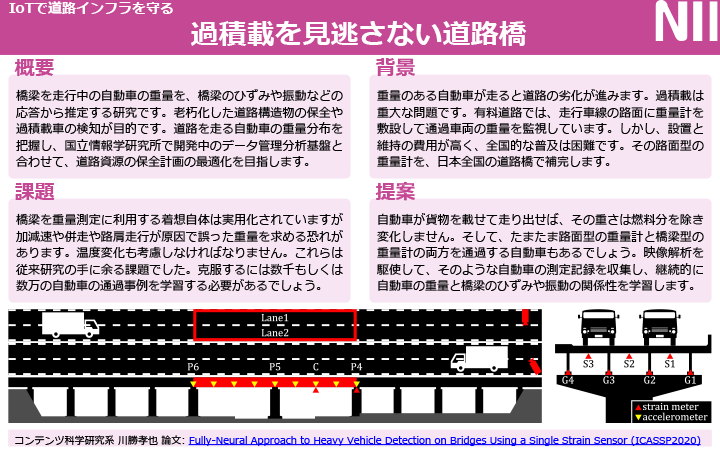 IoTで道路インフラを守る
過積載を見逃さない道路橋
NII
概要
橋梁を走行中の自動車の重量を、橋梁のひずみや振動などの
応答から推定する研究です。老朽化した道路構造物の保全や
過積載車の検知が目的です。道路を走る自動車の重量分布を
把握し、国立情報学研究所で開発中のデータ管理分析基盤と
合わせて、道路資源の保全計画の最適化を目指します。
背景
重量のある自動車が走ると道路の劣化が進みます。過積載は
重大な問題です。有料道路では、走行車線の路面に重量計を
敷設して通過車両の重量を監視しています。しかし、設置と
維持の費用が高く、全国的な普及は困難です。その路面型の
重量計を、日本全国の道路橋で補完します。
課題
橋梁を重量測定に利用する着想自体は実用化されていますが
加減速や併走や路肩走行が原因で誤った重量を求める恐れが
あります。温度変化も考慮しなければなりません。これらは
従来研究の手に余る課題でした。克服するには数千もしくは
数万の自動車の通過事例を学習する必要があるでしょう。
提案
自動車が貨物を載せて走り出せば、その重さは燃料分を除き
変化しません。そして、たまたま路面型の重量計と橋梁型の
重量計の両方を通過する自動車もあるでしょう。映像解析を
駆使して、そのような自動車の測定記録を収集し、継続的に
自動車の重量と橋梁のひずみや振動の関係性を学習します。
Lane1
Lane2
P6 P5 C P4
S3 S2 S1
G4 G3 G2 G1
strain meter
accelerometer
コンテンツ科学研究系 川勝孝也 論文: Fully-Neural Approach to Heavy Vehicle Detection on Bridges Using a Single Strain Sensor (ICASSP2020)